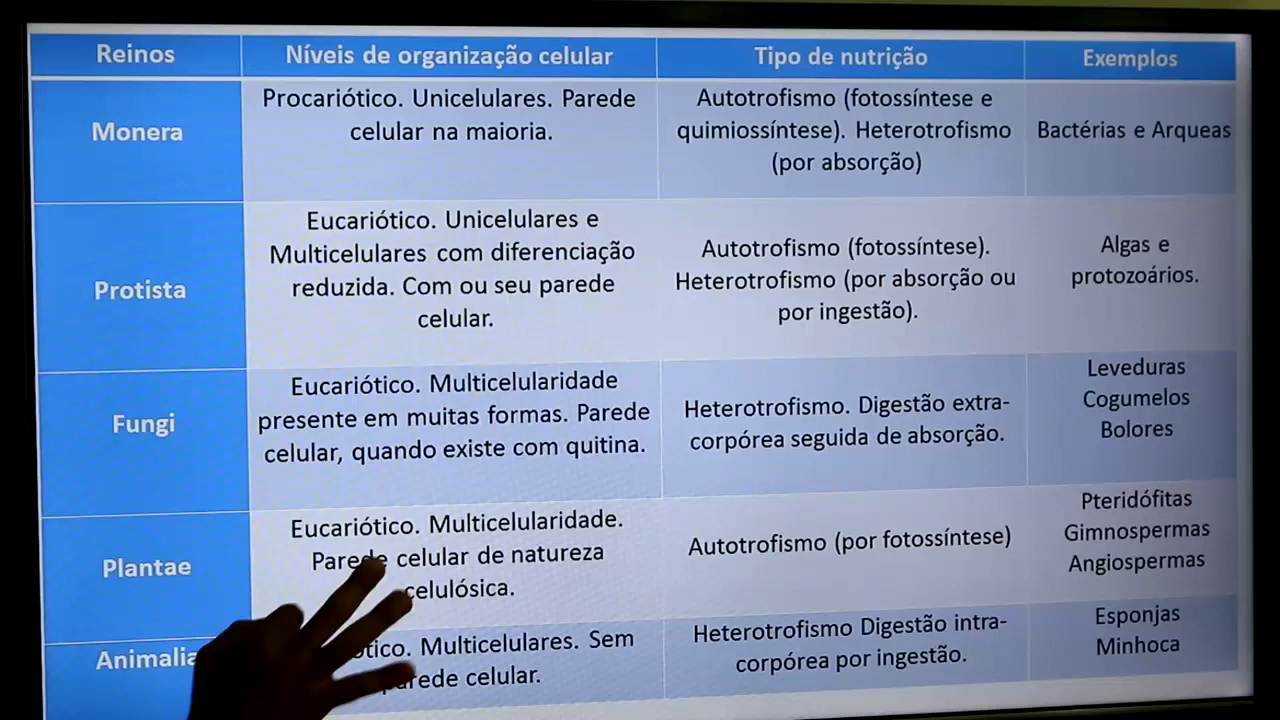 Reinos
Níveis de organização celular
Tipo de nutrição
Exemplos
Monera
Procariótico. Unicelulares. Parede
celular na maioria.
Autotrofismo (fotossíntese e
quimiossíntese). Heterotrofismo
(por absorção)
Bactérias e Arqueas
Protista
Eucariótico. Unicelulares e
Multicelulares com diferenciação
reduzida. Com ou seu parede
celular.
Autotrofismo (fotossíntese).
Heterotrofismo (por absorção ou
por ingestão).
Algas e
protozoários.
Fungi
Eucariótico. Multicelularidade
presente em muitas formas. Parede
celular, quando existe com quitina.
Heterotrofismo. Digestão extra-
corpórea seguida de absorção.
Leveduras
Cogumelos
Bolores
Plantae
Eucariótico. Multicelularidade.
Parede celular de natureza
celulósica.
Autotrofismo (por fotossíntese)
Pteridófitas
Gimnospermas
Angiospermas
Animalia
Multicelulares. Sem
celular.
Heterotrofismo Digestão intra-
corpórea por ingestão.
Esponjas
Minhoca